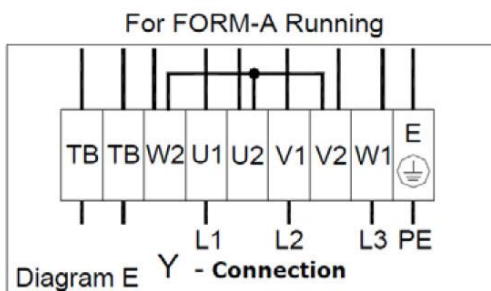 For FORM-A Running
TB TB W2 U1 U2 V1 V2 W1 E
L1 L2 L3 PE
Diagram E Y - Connection